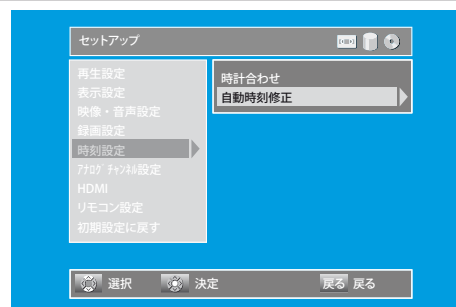 セットアップ
再生設定
表示設定
映像・音声設定
録画設定
時刻設定
ｱﾅﾛｸﾞ ﾁｬﾝﾈﾙ設定
HDMI
リモコン設定
初期設定に戻す
時計合わせ
自動時刻修正
選択 決定 戻る 戻る